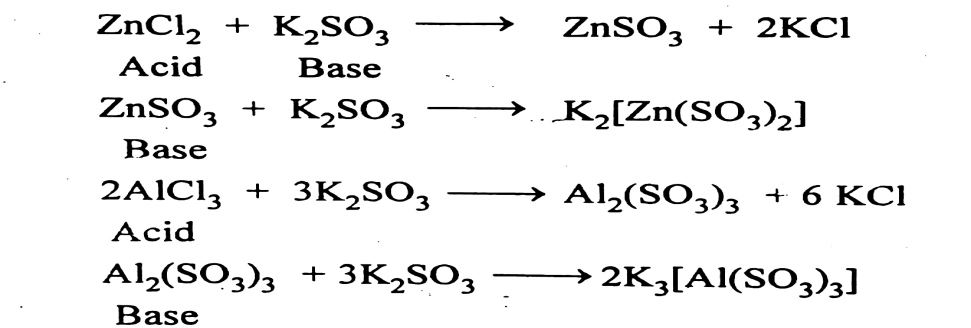 ZnCl₂ + K₂SO₃ ⟶ ZnSO₃ + 2KCl
Acid Base
ZnSO₃ + K₂SO₃ ⟶ K₂[Zn(SO₃)₂]
Base
2AlCl₃ + 3K₂SO₃ ⟶ Al₂(SO₃)₃ + 6 KCl
Acid
Al₂(SO₃)₃ + 3K₂SO₃ ⟶ 2K₃[Al(SO₃)₃]
Base